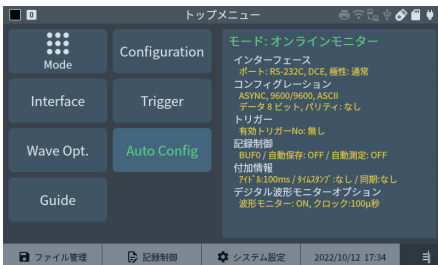 0 トップメニュー
Mode
Configuration
Interface
Trigger
Wave Opt.
Auto Config
Guide
モード: オンラインモニター
インターフェース
ポート: RS-232C, DCE, 極性: 通常
コンフィグレーション
ASYNC, 9600/9600, ASCII
データ 8 ビット, パリティ: なし
トリガー
有効トリガーNo: 無し
記録制御
BUF0 / 自動保存: OFF / 自動測定: OFF
付加情報
ｱｲﾄﾞﾙ:100ms / ﾀｲﾑｽﾀﾝﾌﾟ:なし / 同期:なし
デジタル波形モニターオプション
波形モニター: ON, クロック:100μ秒
ファイル管理 記録制御 システム設定 2022/10/12 17:34